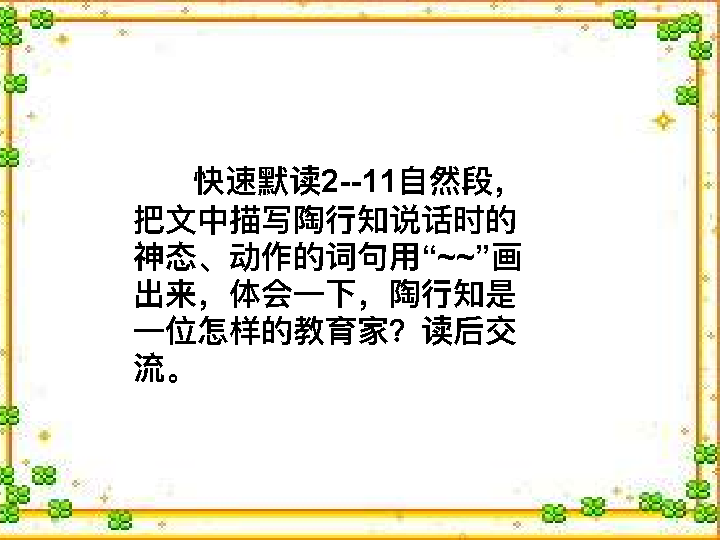 快速默读2--11自然段，
把文中描写陶行知说话时的
神态、动作的词句用“~~”画
出来，体会一下，陶行知是
一位怎样的教育家？读后交
流。